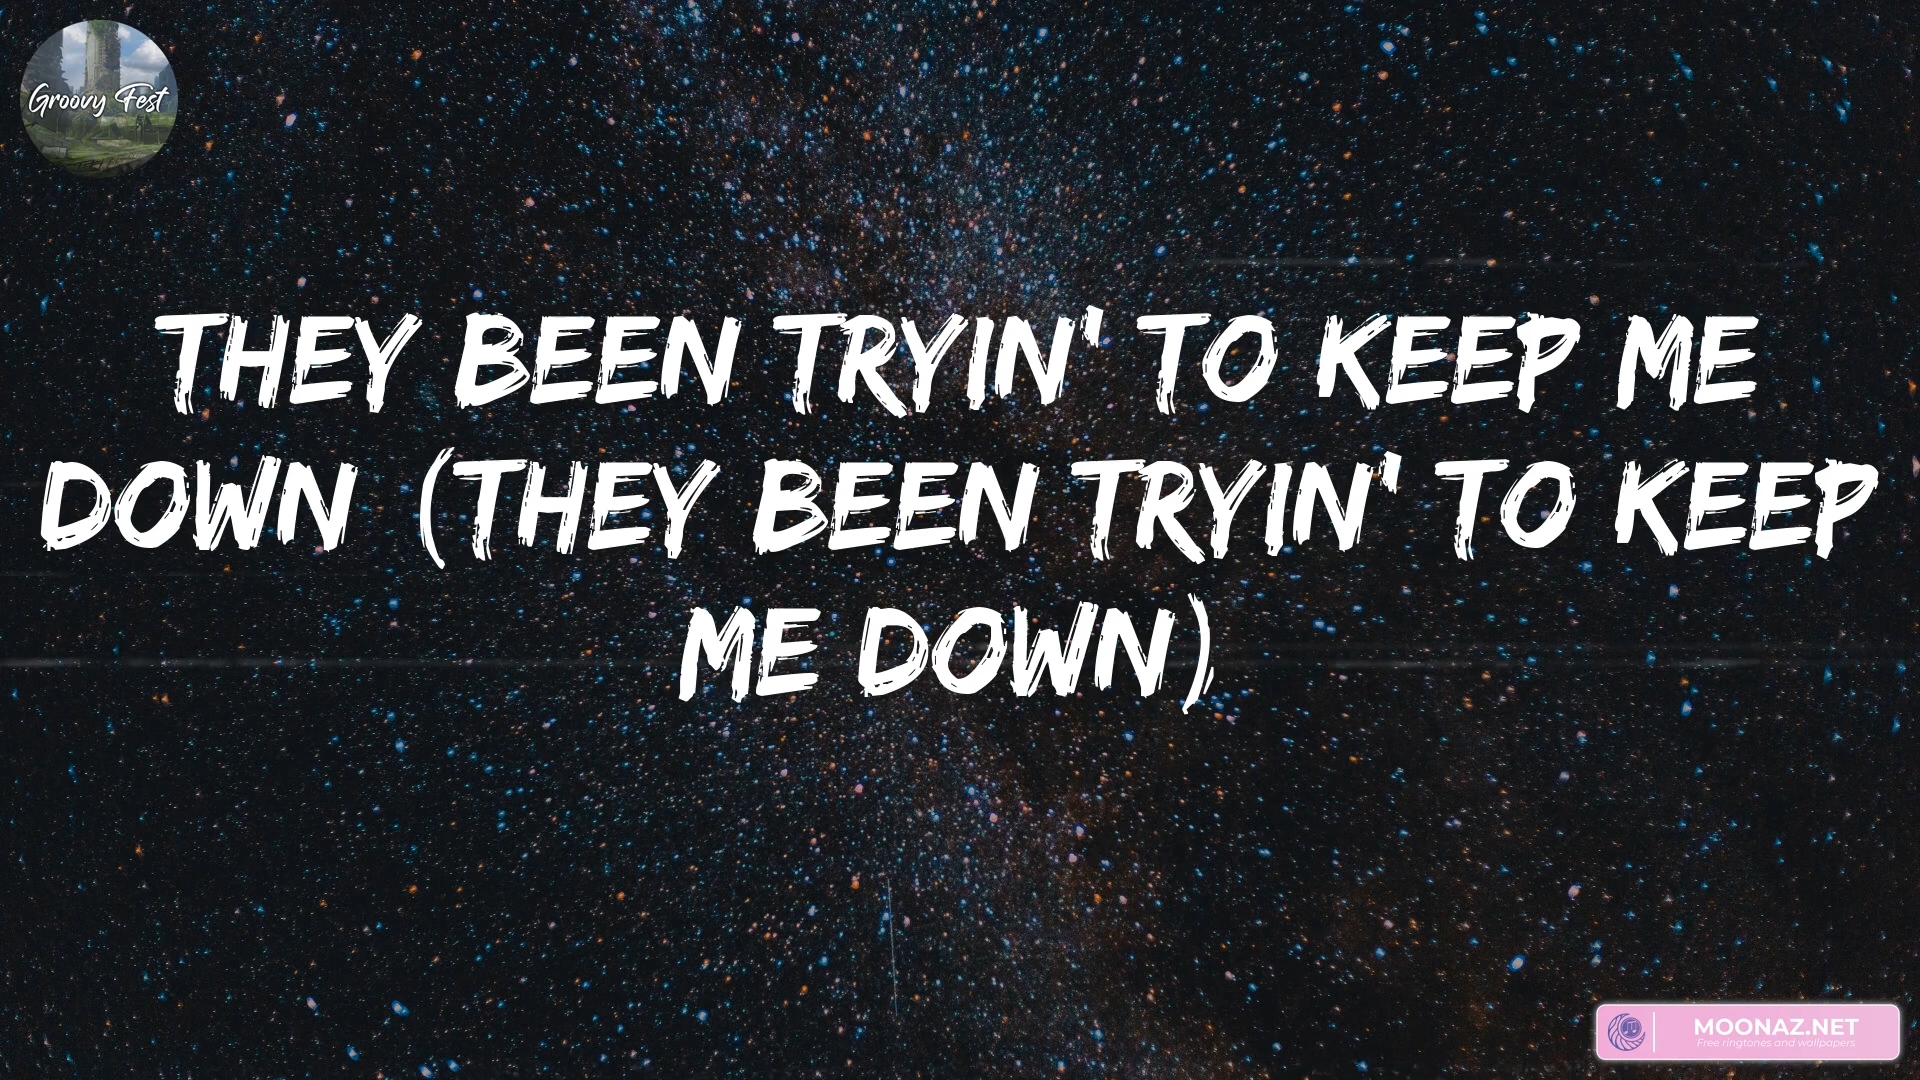 Groovy Fest
THEY BEEN TRYIN' TO KEEP ME
DOWN (THEY BEEN TRYIN' TO KEEP
ME DOWN)
MOONAZ.NET
Free ringtones and wallpapers